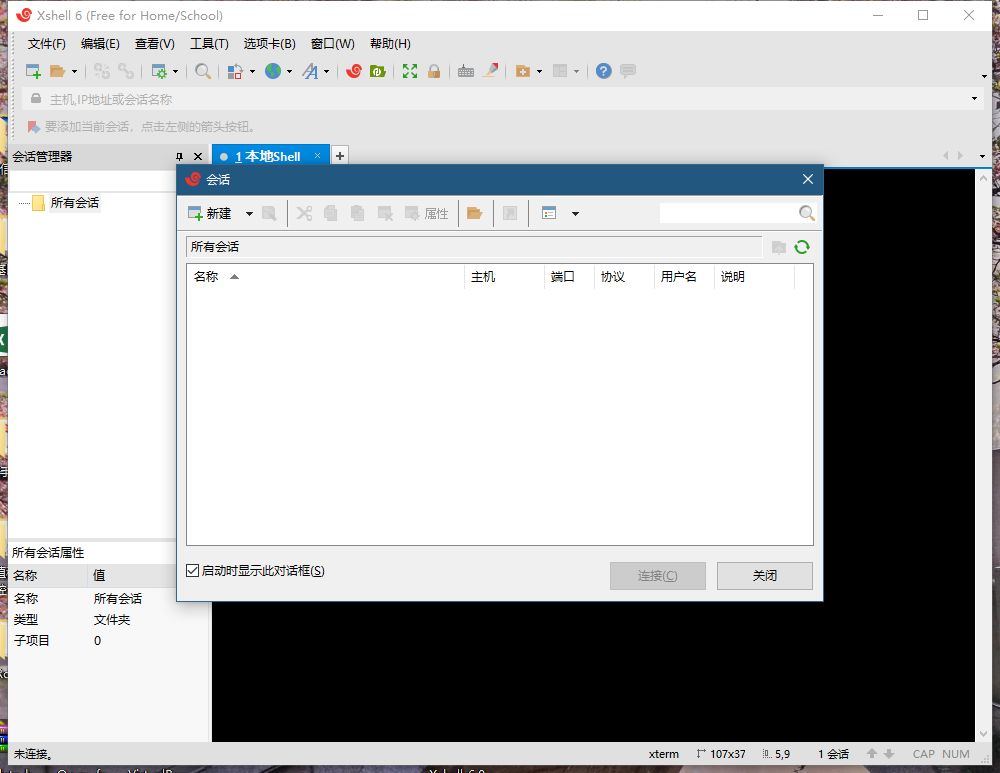 Xshell 6 (Free for Home/School)
文件(F) 编辑(E) 查看(V) 工具(T) 选项卡(B) 窗口(W) 帮助(H)
主机,IP地址或会话名称
要添加当前会话，点击左侧的箭头按钮。
会话管理器
1 本地Shell
所有会话
会话
新建 属性
所有会话
名称 主机 端口 协议 用户名 说明
启动时显示此对话框(S)
连接(C) 关闭
所有会话属性
名称 值
名称 所有会话
类型 文件夹
子项目 0
未连接。 xterm 107x37 5,9 1 会话 CAP NUM